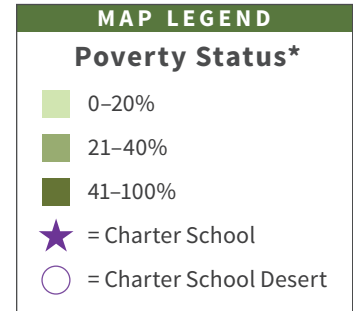 MAP LEGEND
Poverty Status*
0–20%
21–40%
41–100%
= Charter School
= Charter School Desert